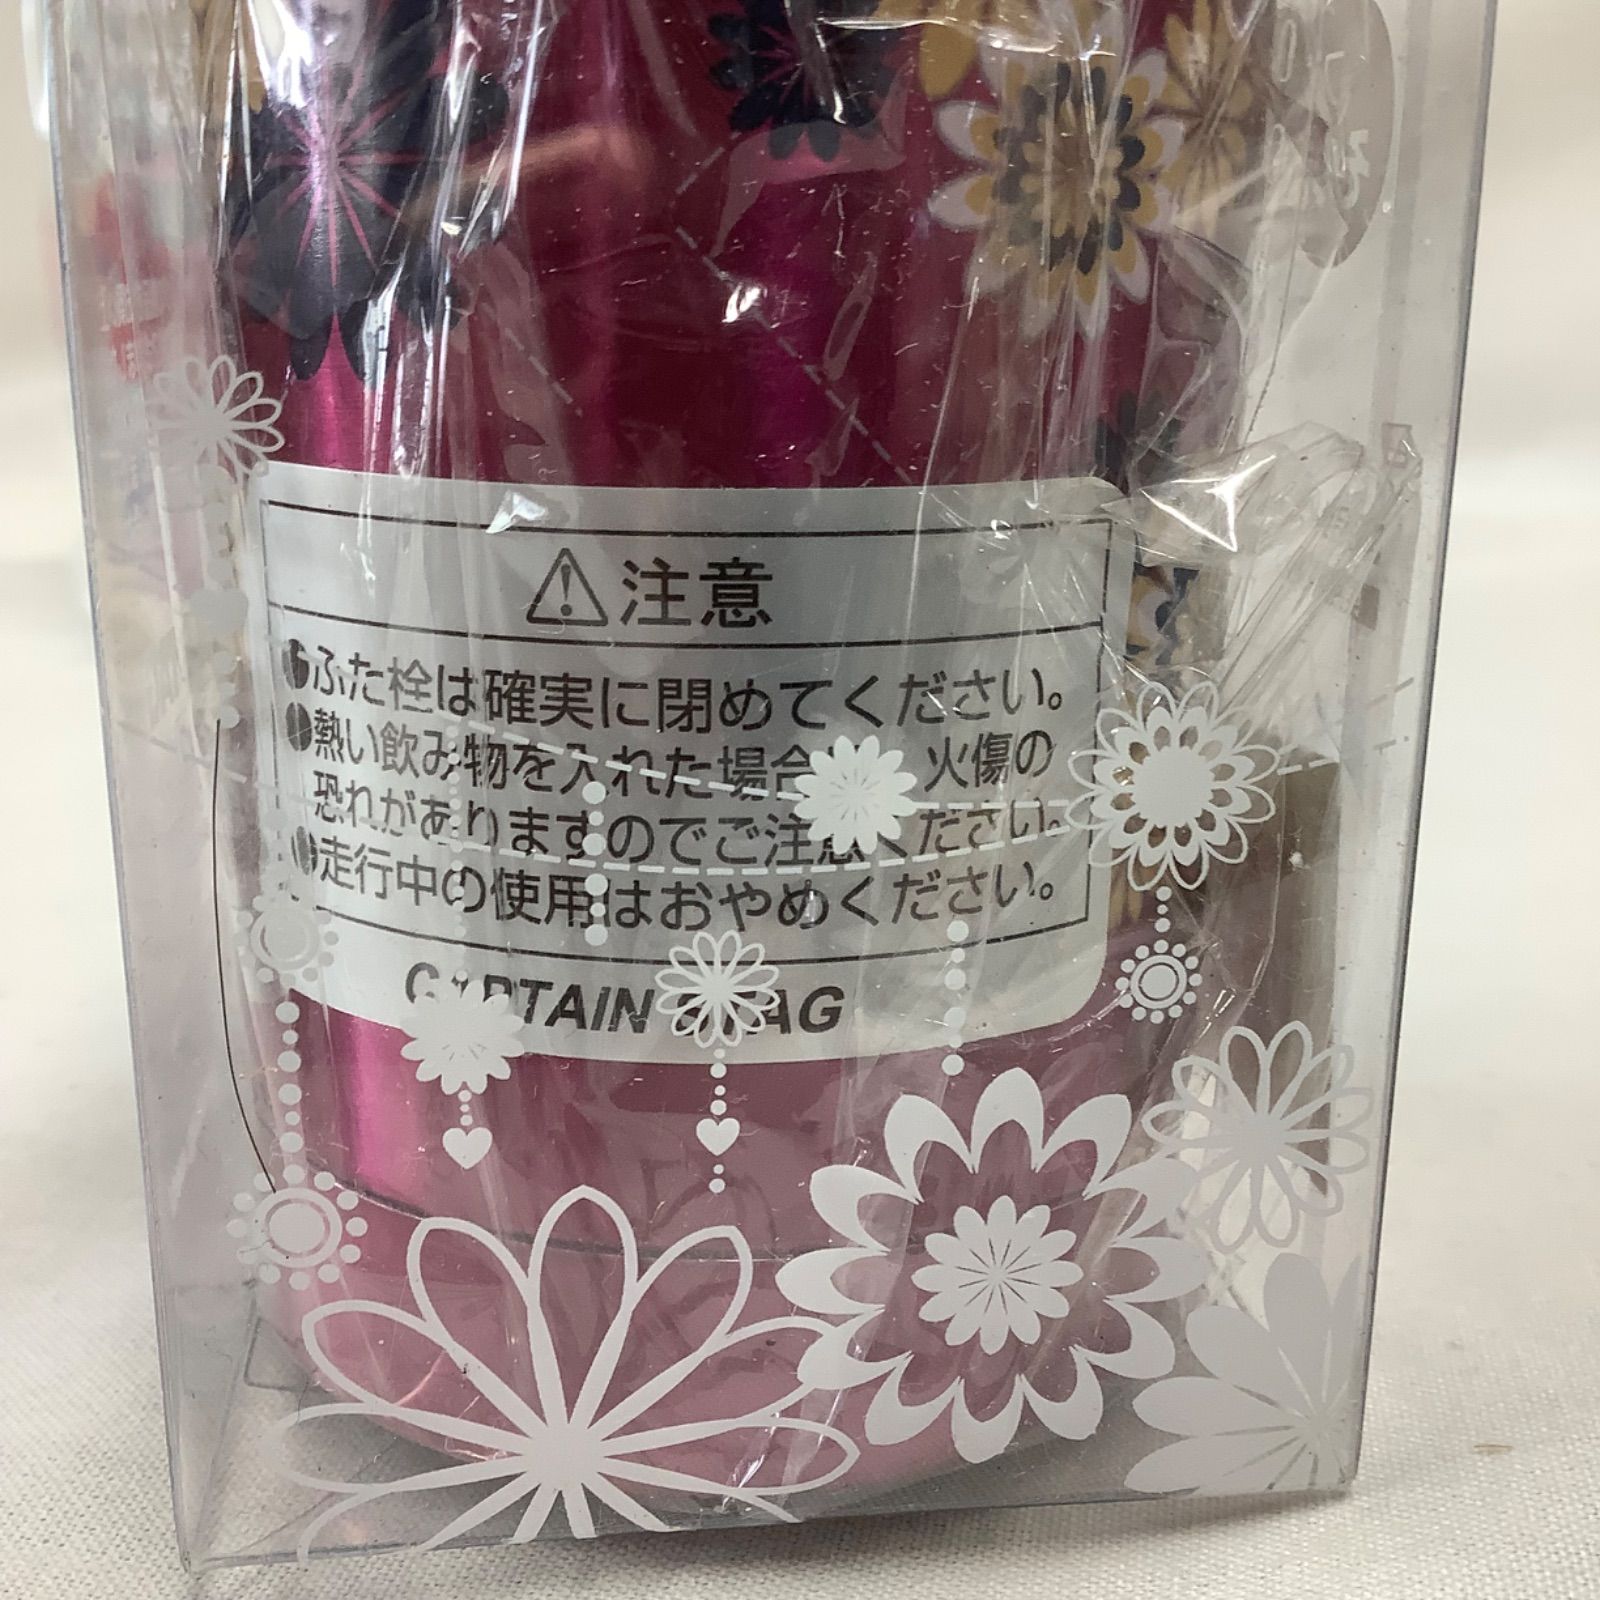 注意
●ふた栓は確実に閉めてください。
●熱い飲み物を入れた場合 火傷の
恐れがありますのでご注意ください。
●走行中の使用はおやめください。
CAPTAIN STAG